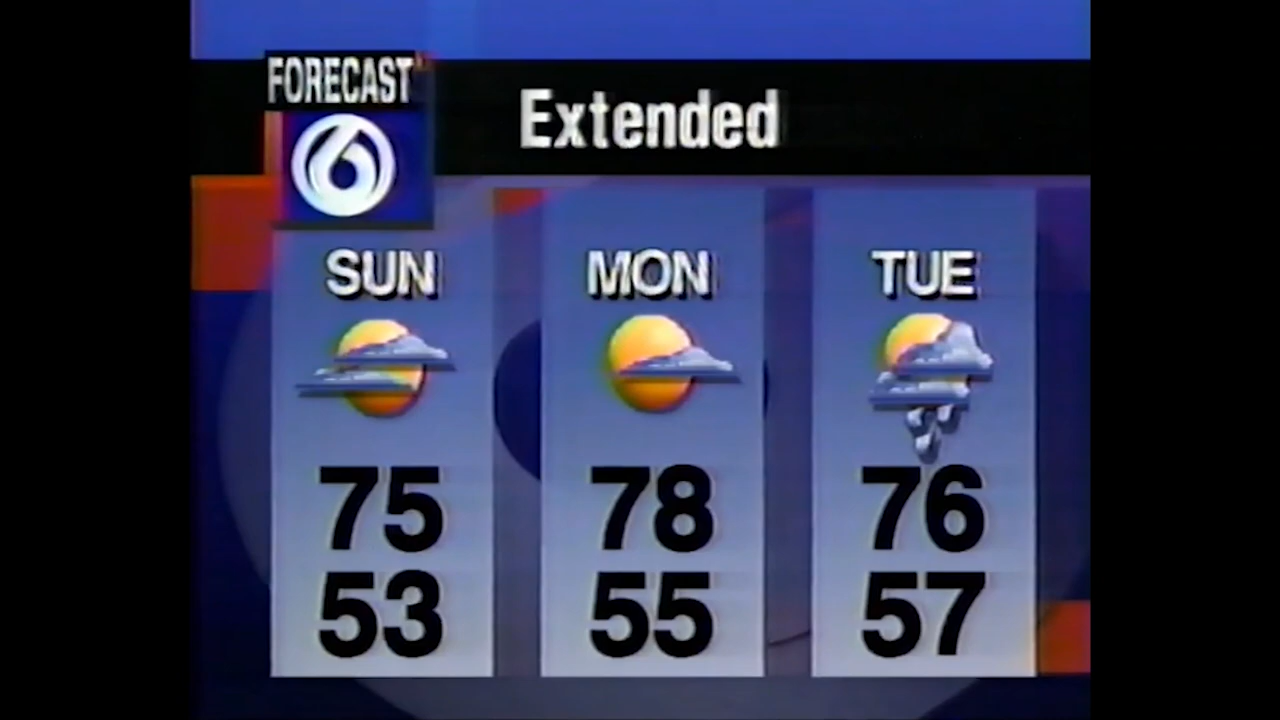 FORECAST
6
Extended
SUN MON TUE
75 78 76
53 55 57